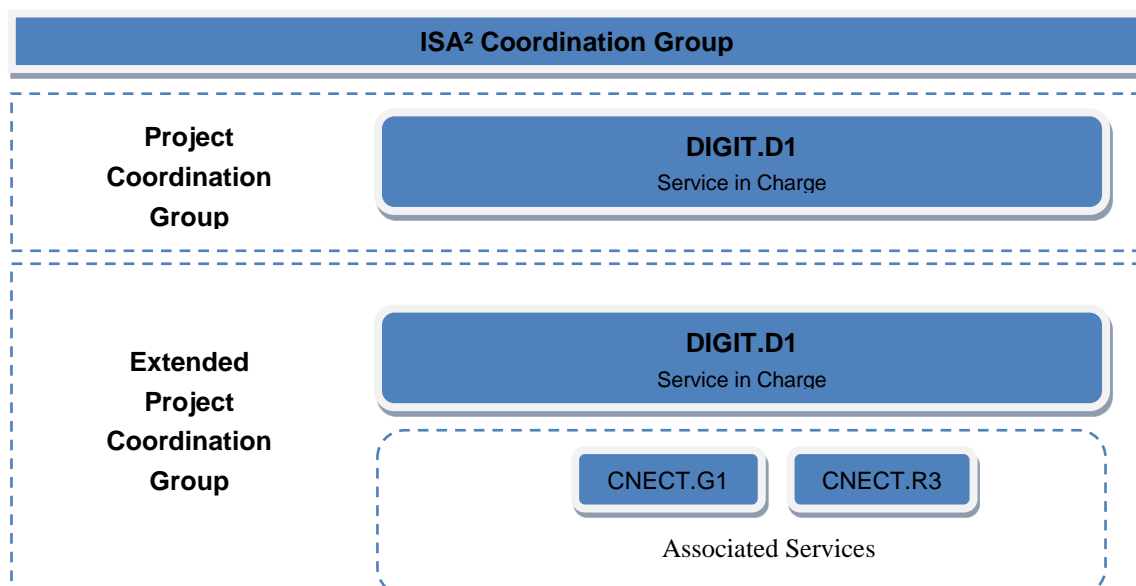 ISA² Coordination Group
Project
Coordination
Group
DIGIT.D1
Service in Charge
Extended
Project
Coordination
Group
DIGIT.D1
Service in Charge
CNECT.G1
CNECT.R3
Associated Services